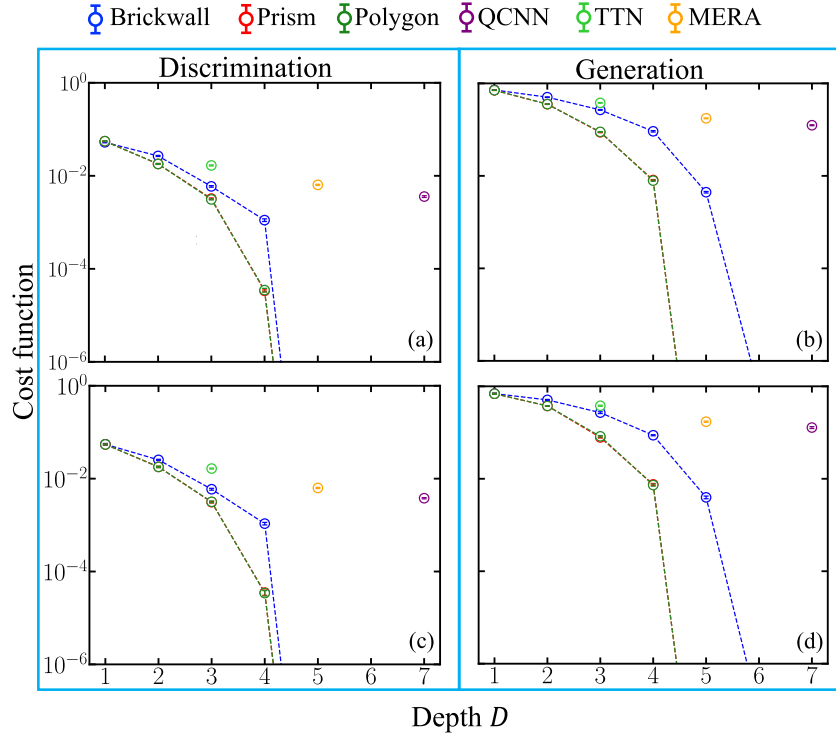 Brickwall Prism Polygon QCNN TTN MERA
Discrimination Generation
10^0
10^-2
10^-4
10^-6
(a) (b)
10^0
10^-2
10^-4
10^-6
(c) (d)
1 2 3 4 5 6 7 1 2 3 4 5 6 7
Cost function
Depth D